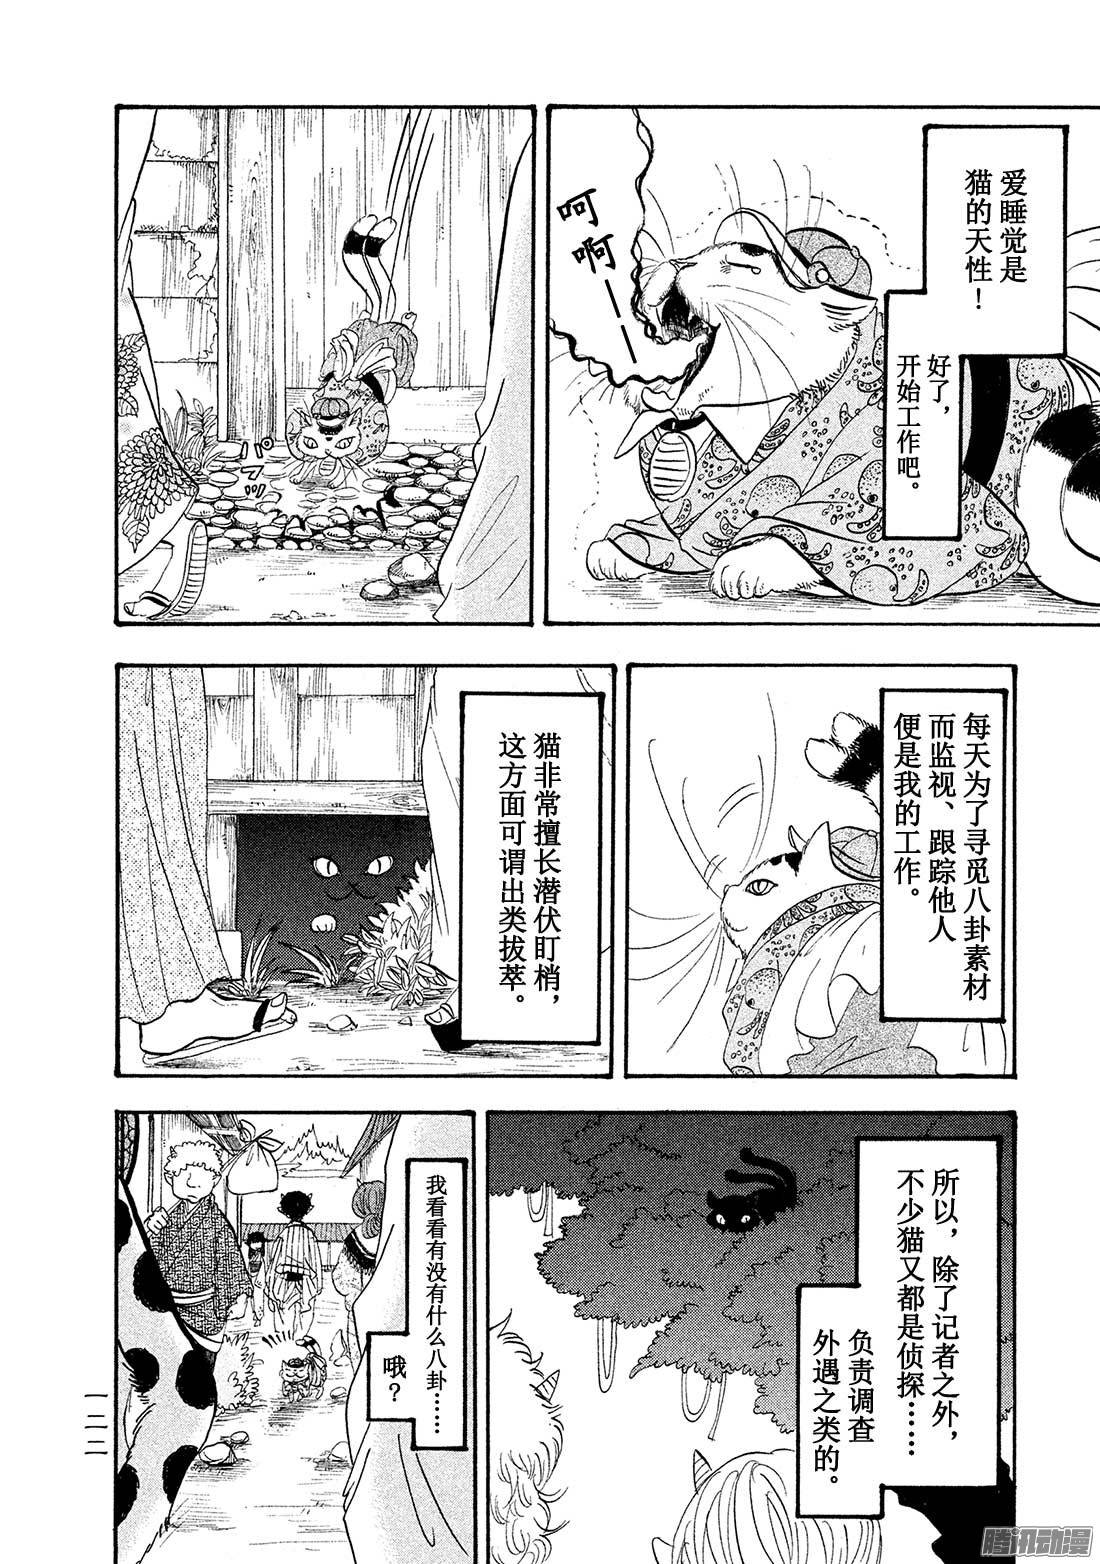 爱睡觉是
猫的天性！
好了，
开始工作吧。
呵
啊——
每天为了寻觅八卦素材
而监视、跟踪他人
便是我的工作。
猫非常擅长潜伏盯梢，
这方面可谓出类拔萃。
所以，除了记者之外，
不少猫又都是侦探……
负责调查
外遇之类的。
我看看有没有什么八卦……
哦？
一二二
腾讯动漫